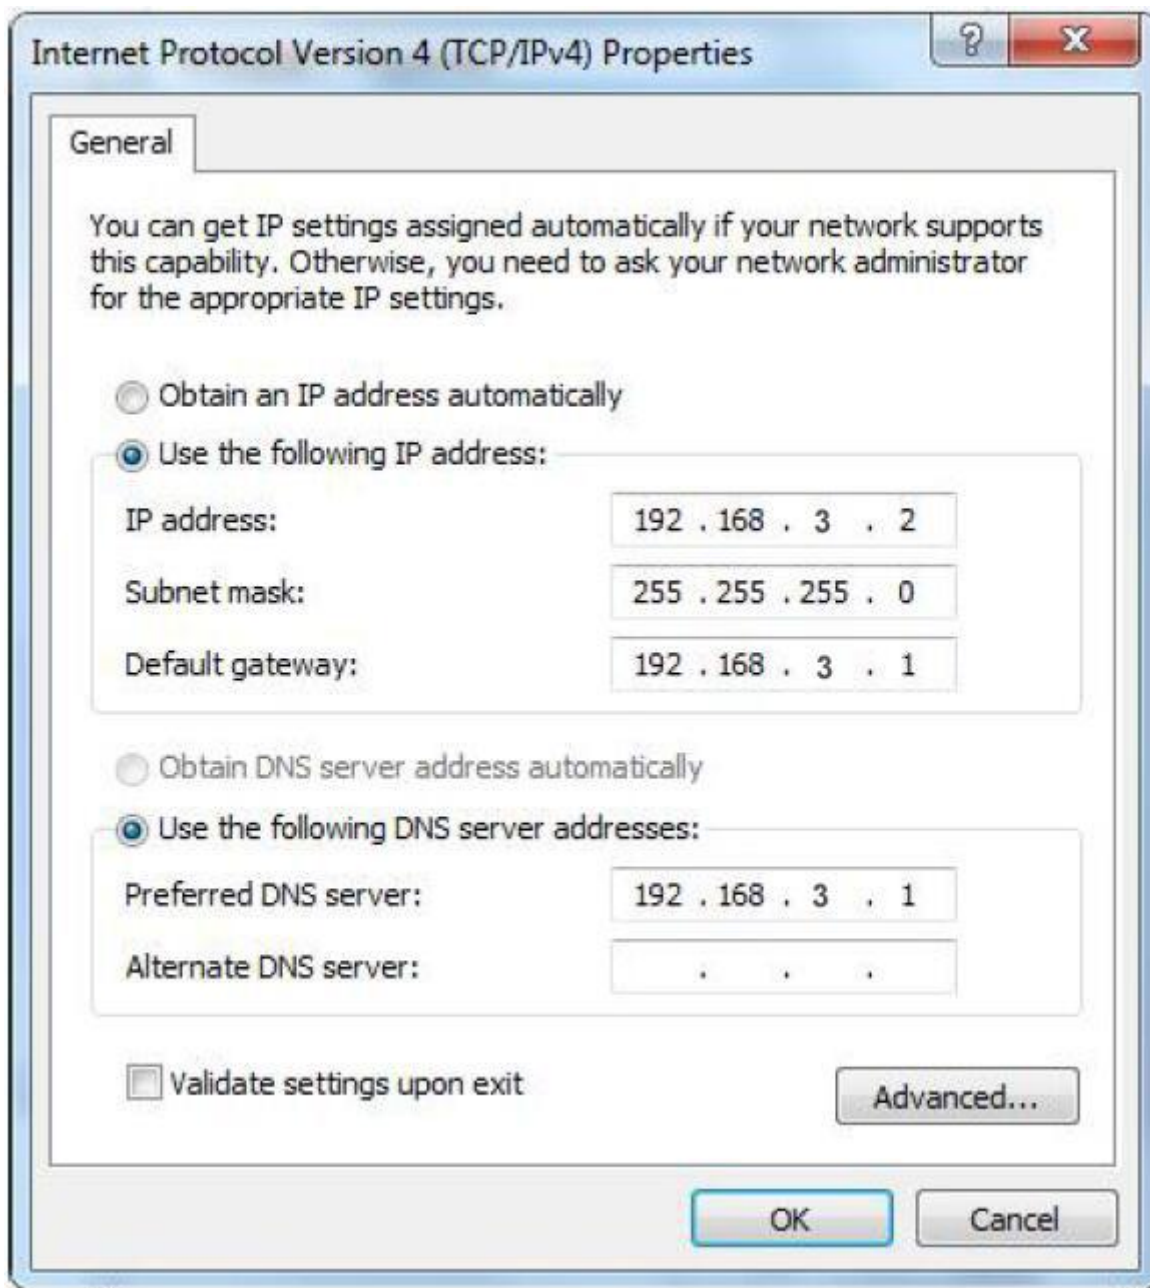 Internet Protocol Version 4 (TCP/IPv4) Properties
?
General
You can get IP settings assigned automatically if your network supports
this capability. Otherwise, you need to ask your network administrator
for the appropriate IP settings.
Obtain an IP address automatically
Use the following IP address:
IP address: 192 . 168 . 3 . 2
Subnet mask: 255 . 255 . 255 . 0
Default gateway: 192 . 168 . 3 . 1
Obtain DNS server address automatically
Use the following DNS server addresses:
Preferred DNS server: 192 . 168 . 3 . 1
Alternate DNS server: . . .
Validate settings upon exit
Advanced...
OK Cancel